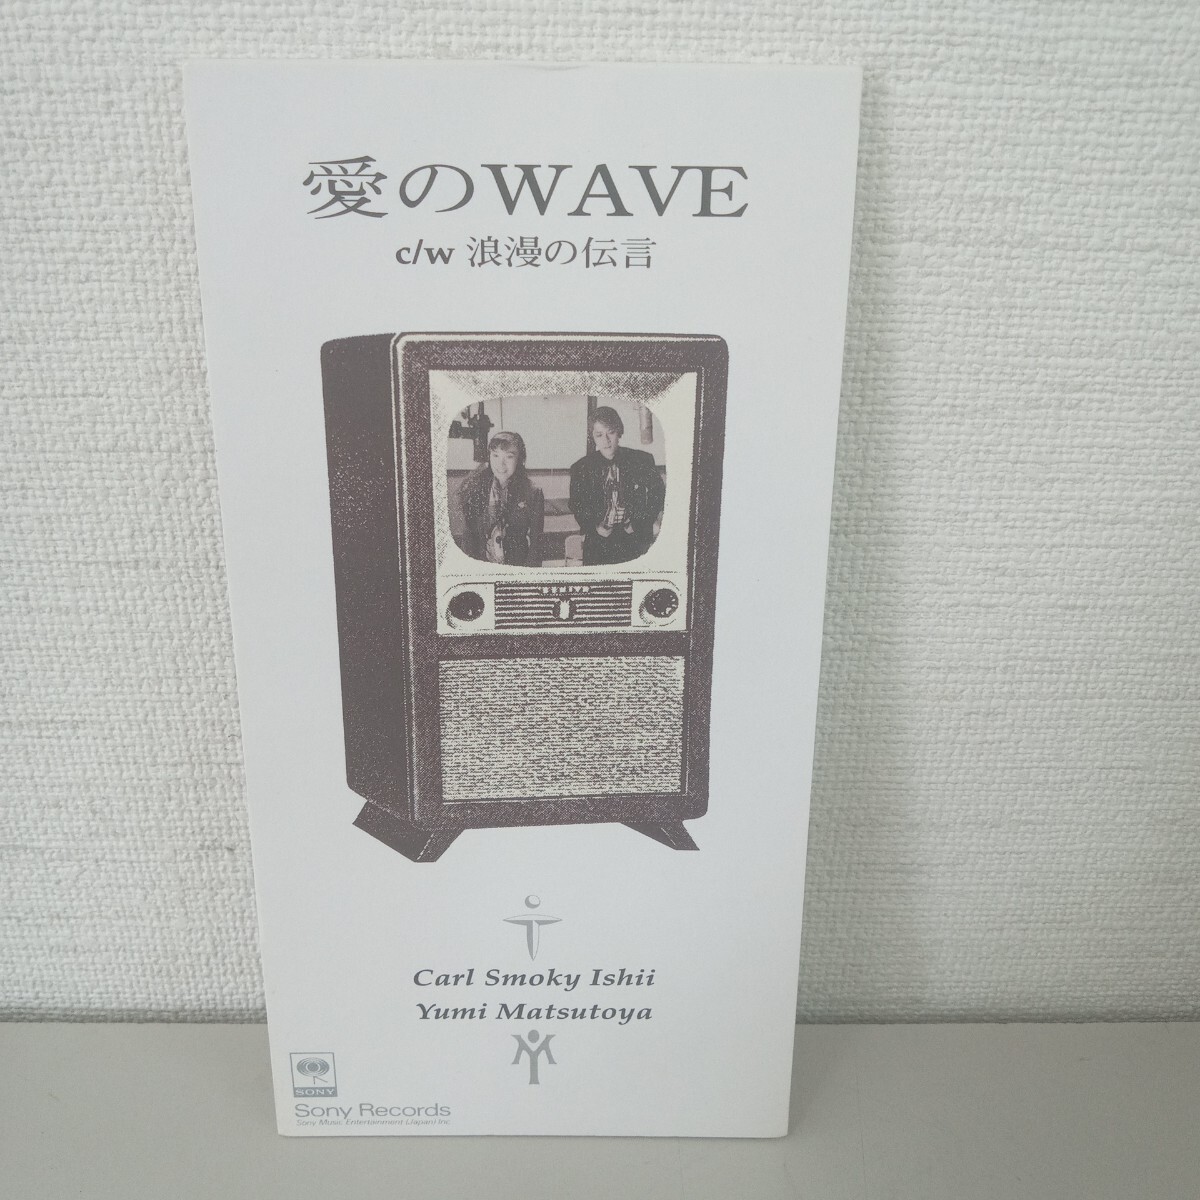 愛のWAVE
c/w 浪漫の伝言
Carl Smoky Ishii
Yumi Matsutoya
SONY
Sony Records
Sony Music Entertainment (Japan) Inc.